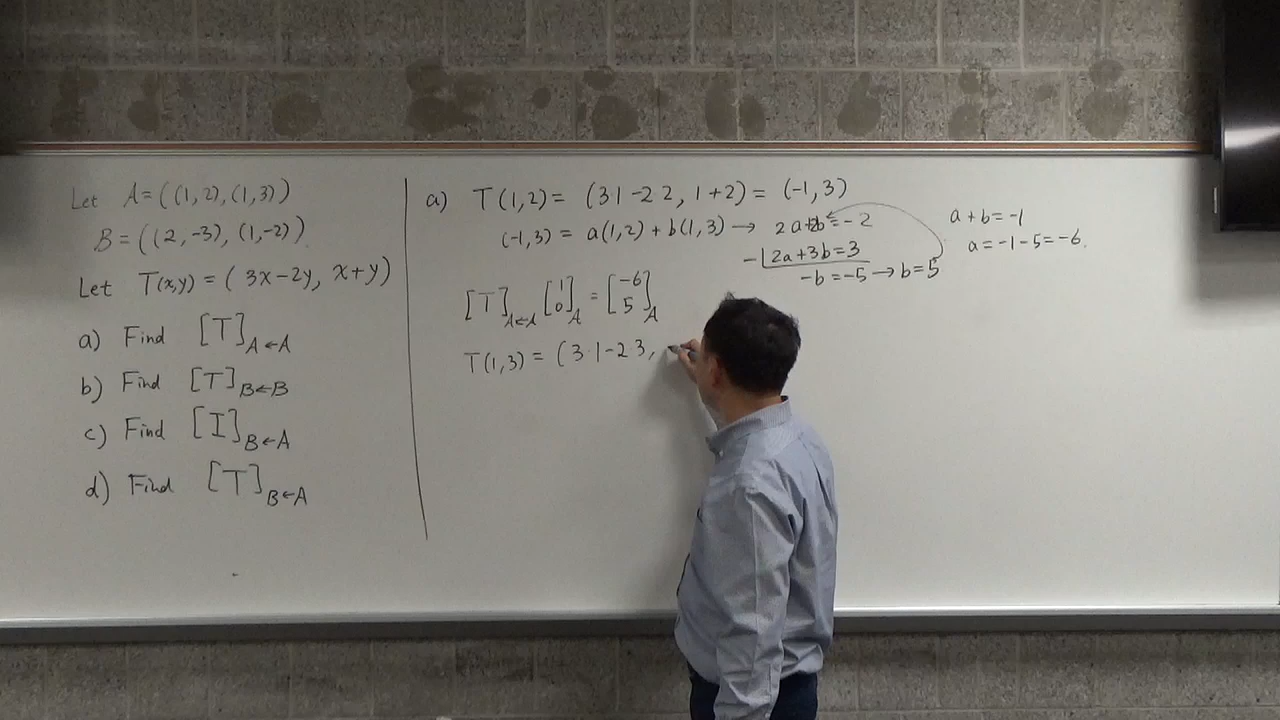 Let A = ((1,2),(1,3))
B = ((2,-3), (1,-2))
Let T(x,y) = (3x-2y, x+y)
a) Find [T]_{A←A}
b) Find [T]_{B←B}
c) Find [I]_{B←A}
d) Find [T]_{B←A}
a) T(1,2) = (3·1-2·2, 1+2) = (-1,3)
(-1,3) = a(1,2) + b(1,3) → 2a+2b=-2
-⌊2a+3b=3
-b=-5 → b=5
a+b=-1
a=-1-5=-6.
[T]_{A←A} [1 0]_A = [-6 5]_A
T(1,3) = (3·1-2·3,